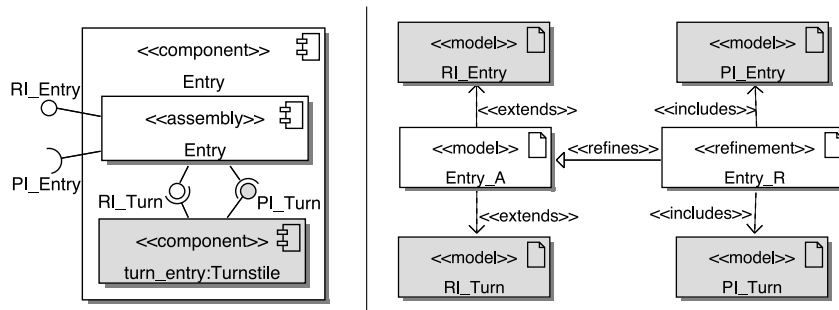 <<component>>
Entry
RI_Entry
<<assembly>>
Entry
PI_Entry
RI_Turn
PI_Turn
<<component>>
turn_entry:Turnstile
<<model>>
RI_Entry
<<model>>
PI_Entry
<<extends>>
<<includes>>
<<model>>
Entry_A
<<refines>>
<<refinement>>
Entry_R
<<extends>>
<<includes>>
<<model>>
RI_Turn
<<model>>
PI_Turn